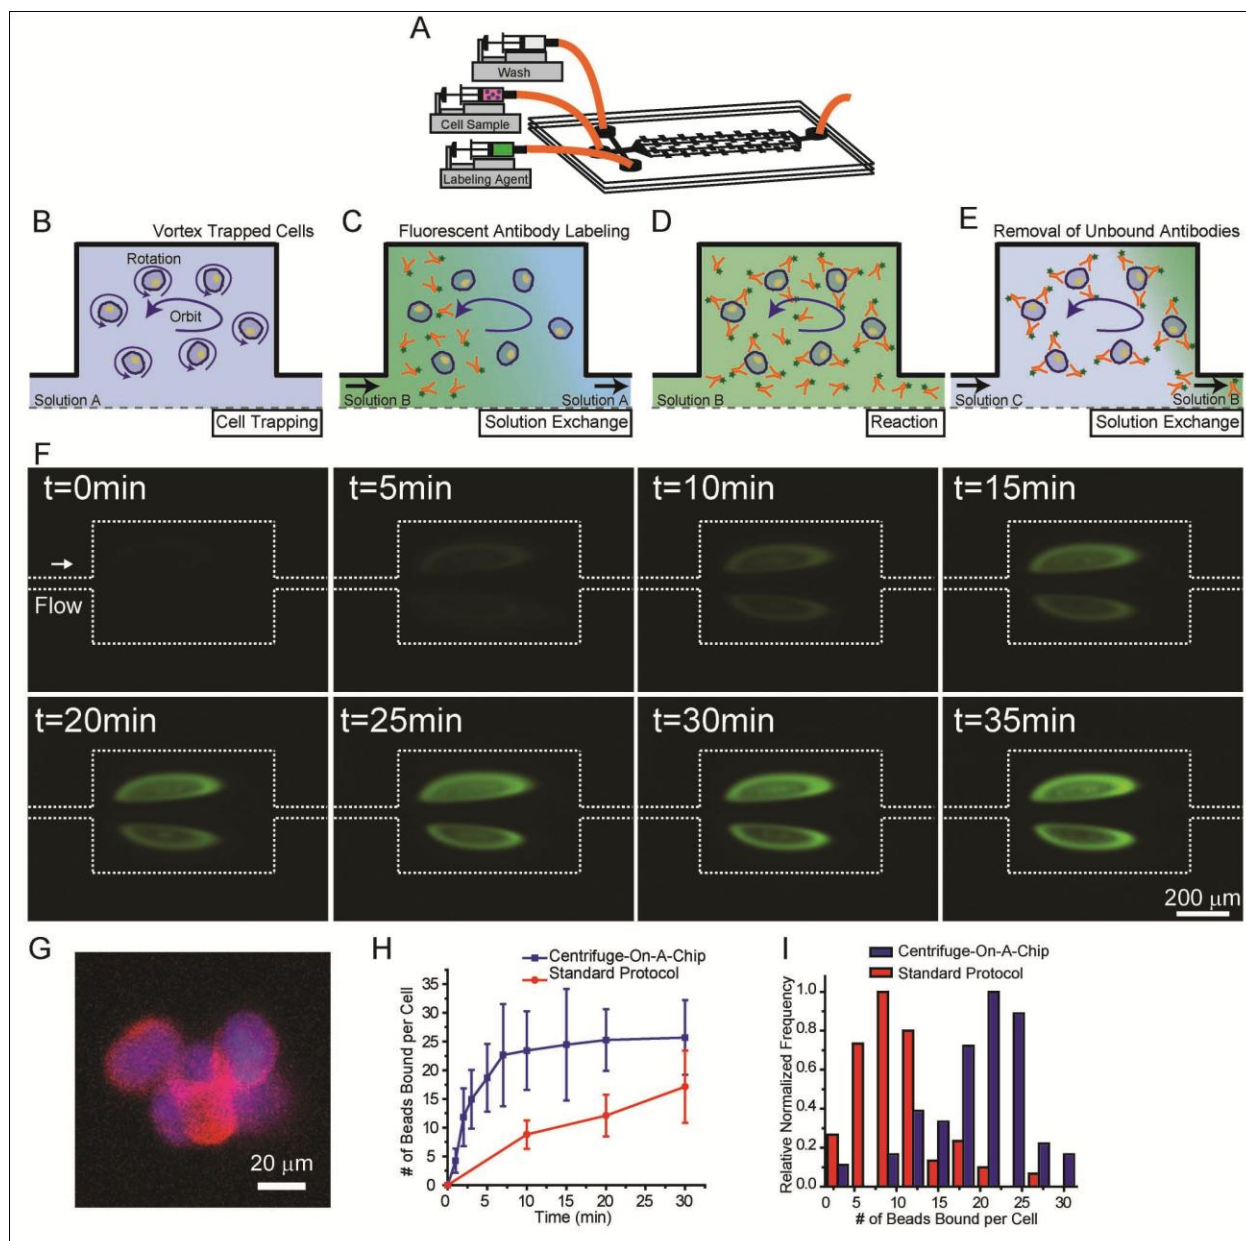 A
Wash
Cell Sample
Labeling Agent
B
Vortex Trapped Cells
Rotation
Orbit
Solution A
Cell Trapping
C
Fluorescent Antibody Labeling
Solution B
Solution A
Solution Exchange
D
Solution B
Reaction
E
Removal of Unbound Antibodies
Solution C
Solution B
Solution Exchange
F
t=0min
Flow
t=5min
t=10min
t=15min
t=20min
t=25min
t=30min
t=35min
200 μm
G
20 μm
H
Centrifuge-On-A-Chip
Standard Protocol
# of Beads Bound per Cell
35
30
25
20
15
10
5
0
0 5 10 15 20 25 30
Time (min)
I
Centrifuge-On-A-Chip
Standard Protocol
Relative Normalized Frequency
1.0
0.8
0.6
0.4
0.2
0.0
0 5 10 15 20 25 30
# of Beads Bound per Cell